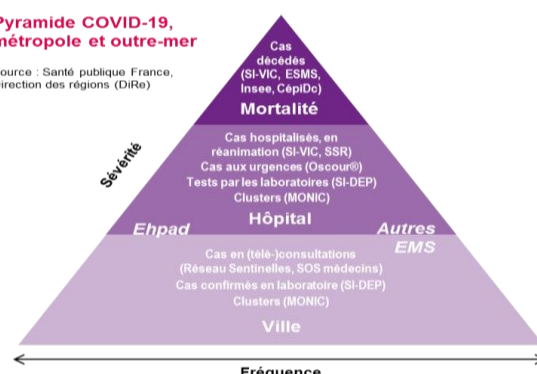 Pyramide COVID-19,
métropole et outre-mer
Source : Santé publique France,
Direction des régions (DiRe)
Cas
décédés
(SI-VIC, ESMS,
Insee, CépiDc)
Mortalité
Sévérité
Cas hospitalisés, en
réanimation (SI-VIC, SSR)
Cas aux urgences (Oscour®)
Tests par les laboratoires (SI-DEP)
Clusters (MONIC)
Hôpital
Ehpad
Autres
EMS
Cas en (télé-)consultations
(Réseau Sentinelles, SOS médecins)
Cas confirmés en laboratoire (SI-DEP)
Clusters (MONIC)
Ville
Fréquence